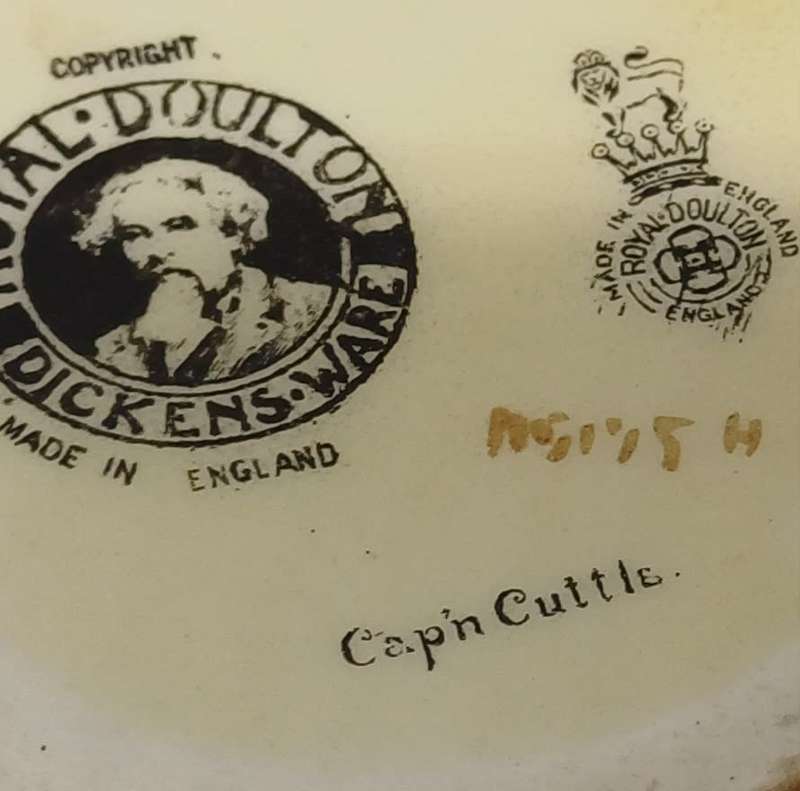 COPYRIGHT.
ROYAL·DOULTON
DICKENS·WARE
MADE IN ENGLAND
MADE IN ENGLAND
ROYAL·DOULTON
ENGLAND
H
Cap'n Cuttle.